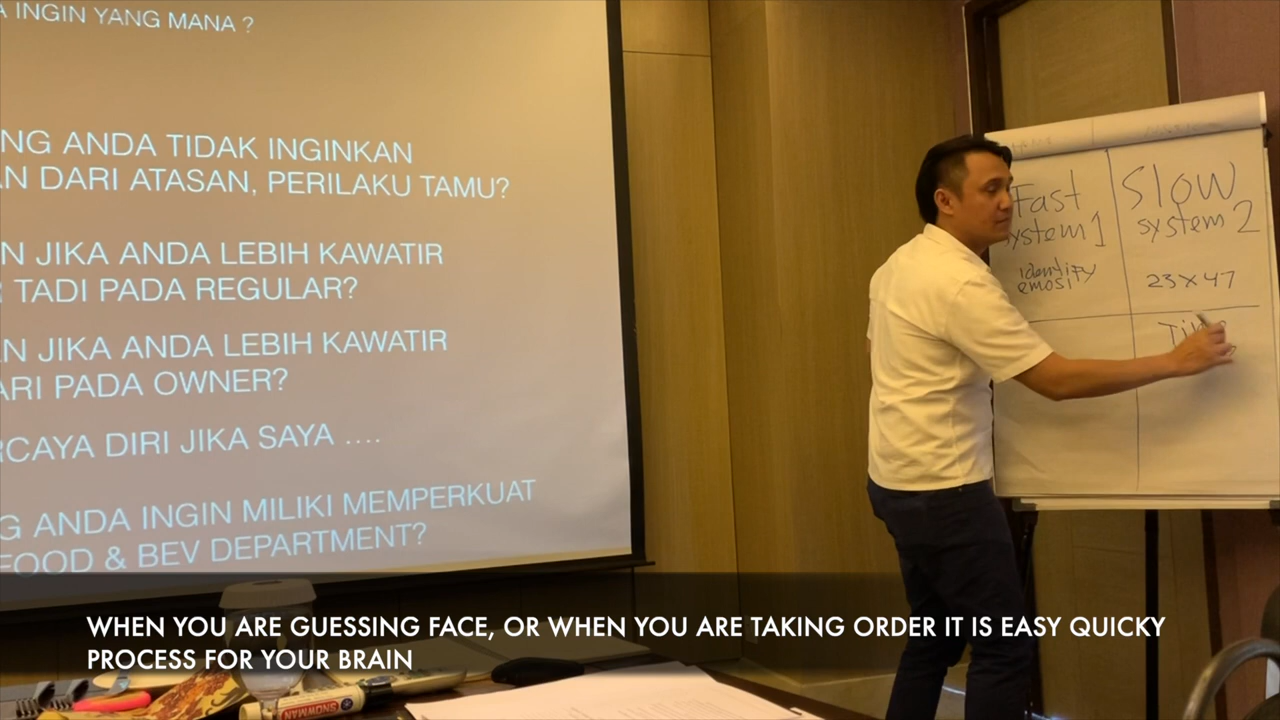 A INGIN YANG MANA ?
NG ANDA TIDAK INGINKAN
N DARI ATASAN, PERILAKU TAMU?
N JIKA ANDA LEBIH KAWATIR
TADI PADA REGULAR?
AN JIKA ANDA LEBIH KAWATIR
ARI PADA OWNER?
RCAYA DIRI JIKA SAYA ....
G ANDA INGIN MILIKI MEMPERKUAT
FOOD & BEV DEPARTMENT?
Fast
ystem 1
identify
emosi
Slow
system 2
23 x 47
SNOWMAN
WHEN YOU ARE GUESSING FACE, OR WHEN YOU ARE TAKING ORDER IT IS EASY QUICKY
PROCESS FOR YOUR BRAIN